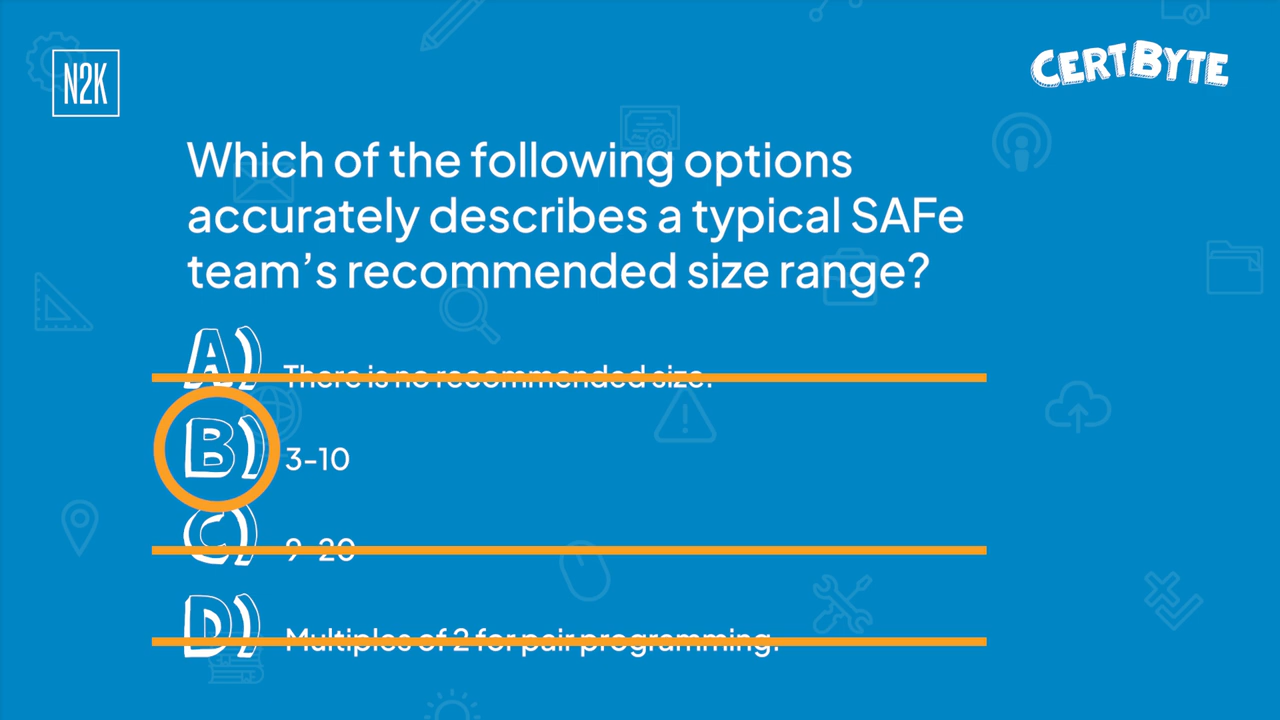 N2K
CERTBYTE
Which of the following options
accurately describes a typical SAFe
team's recommended size range?
A) There is no recommended size.
B) 3-10
C) 9-20
D) Multiples of 2 for pair programming.